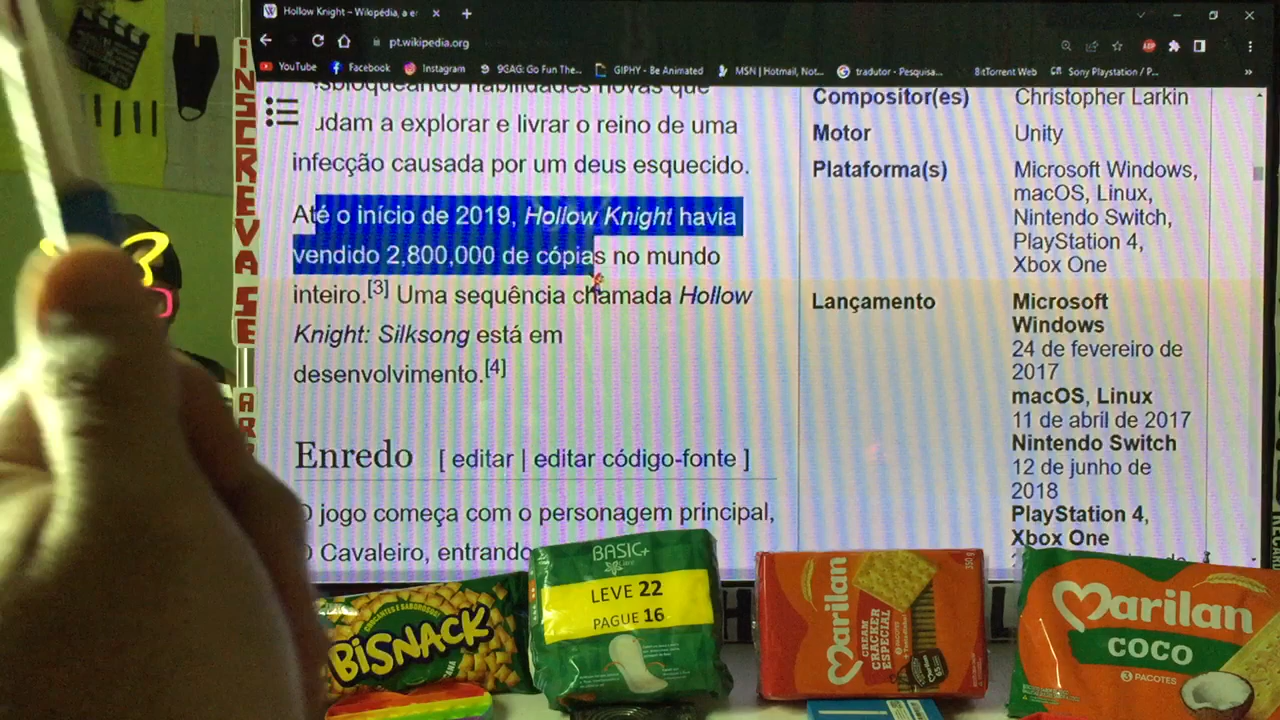 Hollow Knight – Wikipédia, a e
pt.wikipedia.org
YouTube
Facebook
Instagram
9GAG: Go Fun The...
GIPHY - Be Animated
MSN | Hotmail, Not...
tradutor - Pesquisa...
BitTorrent Web
Sony Playstation / P...
habilidades novas que
udam a explorar e livrar o reino de uma
infecção causada por um deus esquecido.
Até o início de 2019, Hollow Knight havia
vendido 2,800,000 de cópias no mundo
inteiro.[3] Uma sequência chamada Hollow
Knight: Silksong está em
desenvolvimento.[4]
Enredo [ editar | editar código-fonte ]
O jogo começa com o personagem principal,
O Cavaleiro, entrando
Compositor(es) Christopher Larkin
Motor Unity
Plataforma(s) Microsoft Windows,
macOS, Linux,
Nintendo Switch,
PlayStation 4,
Xbox One
Lançamento Microsoft
Windows
24 de fevereiro de
2017
macOS, Linux
11 de abril de 2017
Nintendo Switch
12 de junho de
2018
PlayStation 4,
Xbox One
INSCREVA SE
BISNACK
BASIC+
Care
LEVE 22
PAGUE 16
Marilan
CREAM
CRACKER
ESPECIAL
350 g
Marilan
COCO
3 PACOTES